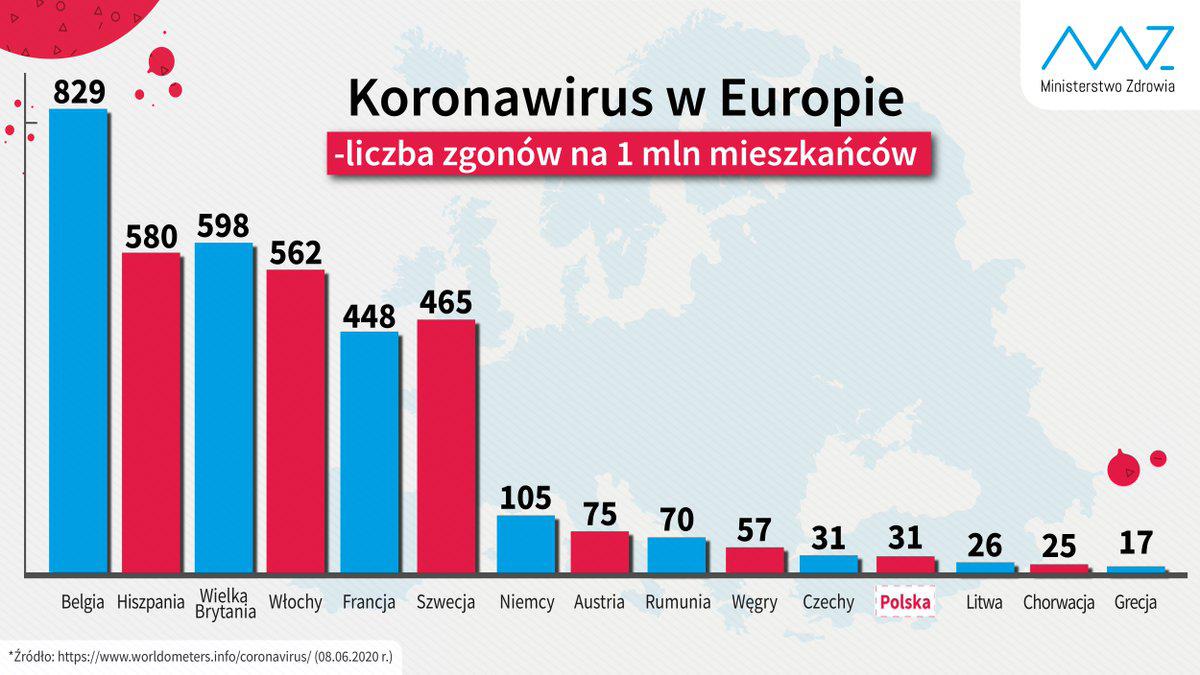 Koronawirus w Europie
-liczba zgonów na 1 mln mieszkańców
Ministerstwo Zdrowia
829
580
598
562
448
465
105
75
70
57
31
31
26
25
17
Belgia
Hiszpania
Wielka
Brytania
Włochy
Francja
Szwecja
Niemcy
Austria
Rumunia
Węgry
Czechy
Polska
Litwa
Chorwacja
Grecja
*Źródło: https://www.worldometers.info/coronavirus/ (08.06.2020 r.)